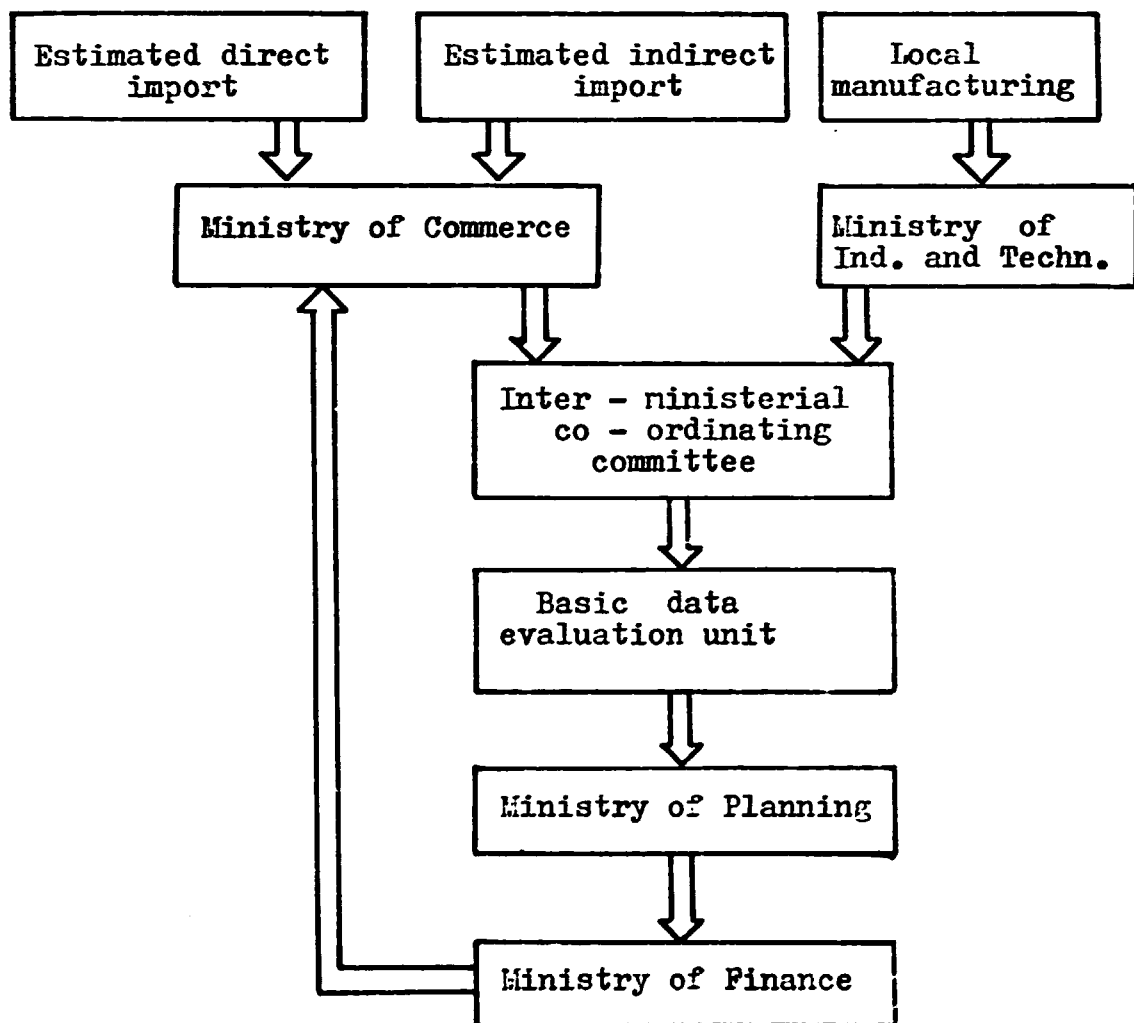 Estimated direct
import
Estimated indirect
import
Local
manufacturing
Ministry of Commerce
Ministry of
Ind. and Techn.
Inter - ministerial
co - ordinating
committee
Basic data
evaluation unit
Ministry of Planning
Ministry of Finance